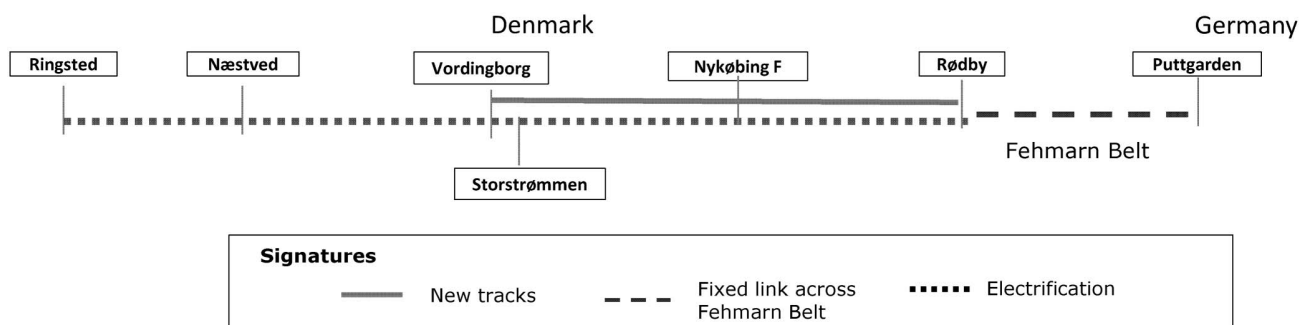 Denmark
Germany
Ringsted
Næstved
Vordingborg
Nykøbing F
Rødby
Puttgarden
Fehmarn Belt
Storstrømmen
Signatures
New tracks
Fixed link across
Fehmarn Belt
Electrification